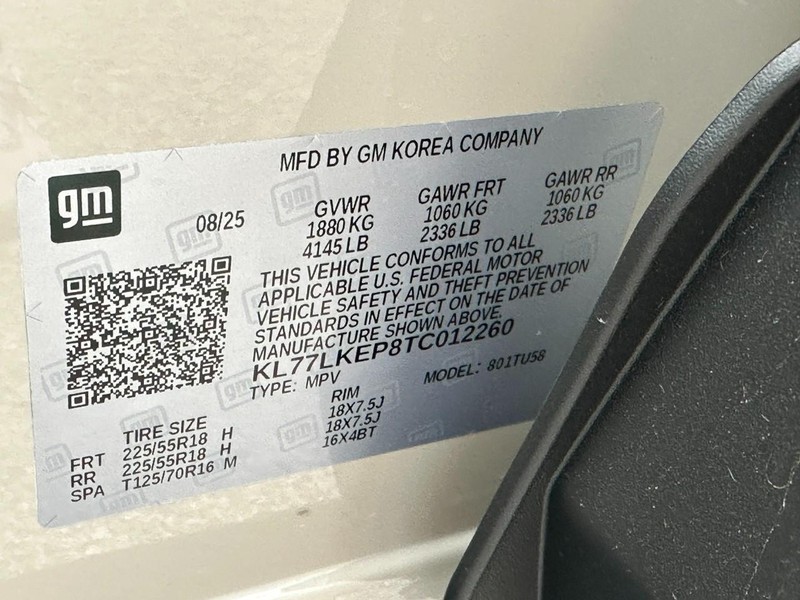 MFD BY GM KOREA COMPANY
gm
08/25
GVWR GAWR FRT GAWR RR
1880 KG 1060 KG 1060 KG
4145 LB 2336 LB 2336 LB
THIS VEHICLE CONFORMS TO ALL
APPLICABLE U.S. FEDERAL MOTOR
VEHICLE SAFETY AND THEFT PREVENTION
STANDARDS IN EFFECT ON THE DATE OF
MANUFACTURE SHOWN ABOVE.
KL77LKEP8TC012260
TYPE: MPV MODEL: 801TU58
TIRE SIZE RIM
FRT 225/55R18 H 18X7.5J
RR 225/55R18 H 18X7.5J
SPA T125/70R16 M 16X4BT